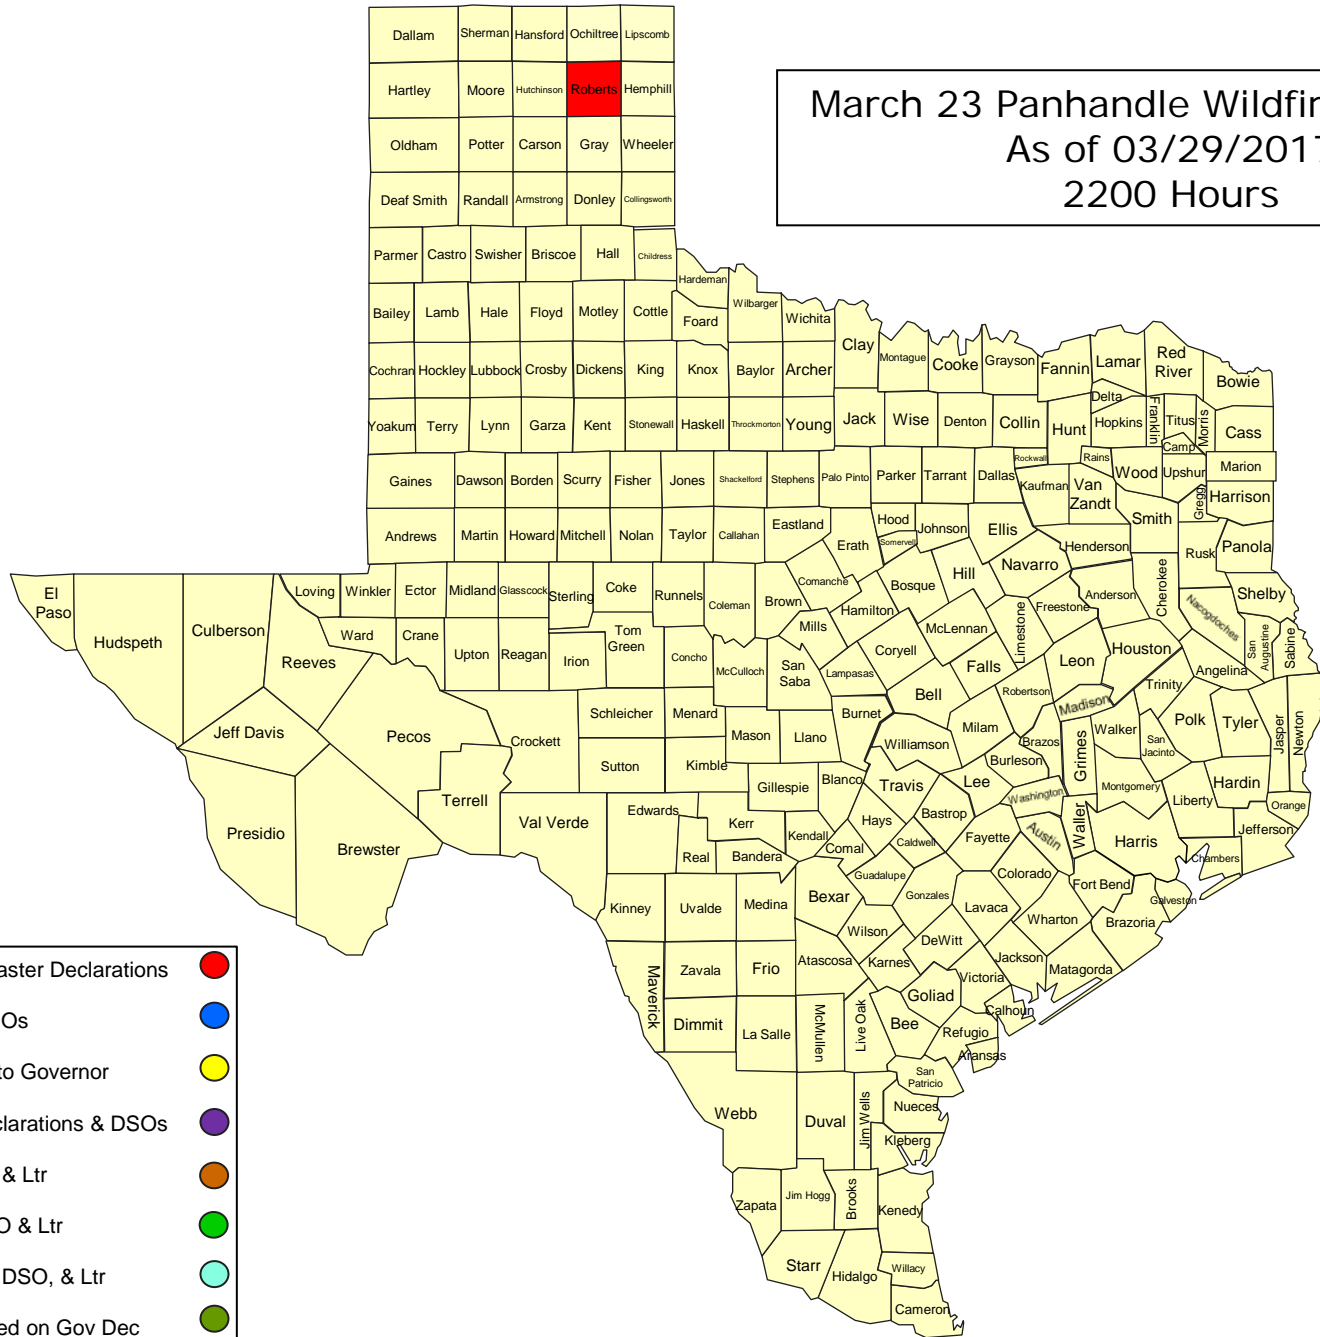 Dallam Sherman Hansford Ochiltree Lipscomb
Hartley Moore Hutchinson Roberts Hemphill
March 23 Panhandle
As of
2200 Hours
Oldham Potter Carson Gray Wheeler
Deaf Smith Randall Armstrong Donley Collingsworth
Parmer Castro Swisher Briscoe Hall Childress
Hardeman
Bailey Lamb Hale Floyd Motley Cottle Foard Wilbarger Wichita
Clay Montague Cooke Grayson Fannin Lamar Red River Bowie
Cochran Hockley Lubbock Crosby Dickens King Knox Baylor Archer
Delta
Yoakum Terry Lynn Garza Kent Stonewall Haskell Throckmorton Young Jack Wise Denton Collin Hunt Hopkins Franklin Titus Morris Cass
Camp
Gaines Dawson Borden Scurry Fisher Jones Shackelford Stephens Palo Pinto Parker Tarrant Dallas Rockwall Rains Wood Upshur Marion
Kaufman Van Zandt Gregg Harrison
Andrews Martin Howard Mitchell Nolan Taylor Callahan Eastland Erath Hood Somervell Johnson Ellis Henderson Smith Rusk Panola
El Paso Hudspeth Culberson Loving Winkler Ector Midland Glasscock Sterling Coke Runnels Coleman Brown Comanche Hamilton Bosque Hill Navarro Freestone Anderson Cherokee Nacogdoches Shelby
Reeves Ward Crane Upton Reagan Irion Tom Green Concho McCulloch San Saba Mills Lampasas Coryell McLennan Limestone Falls Leon Houston Angelina San Augustine Sabine
Jeff Davis Pecos Crockett Schleicher Menard Mason Llano Burnet Bell Milam Robertson Madison Trinity Polk Tyler Jasper Newton
Sutton Kimble Gillespie Blanco Williamson Travis Lee Burleson Brazos Grimes Walker San Jacinto Hardin
Presidio Brewster Terrell Val Verde Edwards Kerr Kendall Hays Bastrop Washington Montgomery Liberty Orange
Real Bandera Comal Caldwell Fayette Austin Waller Harris Jefferson Chambers
Kinney Uvalde Medina Bexar Guadalupe Gonzales Lavaca Colorado Fort Bend Galveston
Wharton Brazoria
Maverick Zavala Frio Atascosa Wilson Karnes DeWitt Jackson Matagorda
Victoria
Dimmit La Salle McMullen Live Oak Bee Goliad Calhoun
Refugio
Aransas
San Patricio
Webb Duval Jim Wells Nueces
Kleberg
Zapata Jim Hogg Brooks Kenedy
Starr Hidalgo Willacy
Cameron
Declarations
to Governor
& DSOs
& Ltr
& Ltr
DSO, & Ltr
on Gov Dec